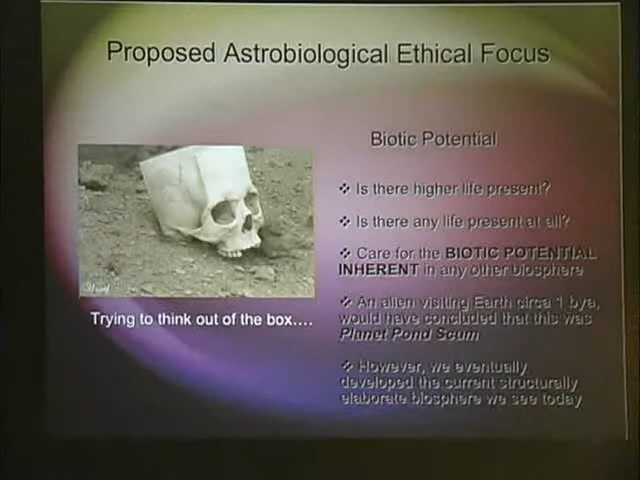 Proposed Astrobiological Ethical Focus
Biotic Potential
❖ Is there higher life present?
❖ Is there any life present at all?
❖ Care for the BIOTIC POTENTIAL
INHERENT in any other biosphere
❖ An alien visiting Earth circa 1 bya,
would have concluded that this was
Planet Pond Scum
❖ However, we eventually
developed the current structurally
elaborate biosphere we see today
Trying to think out of the box....